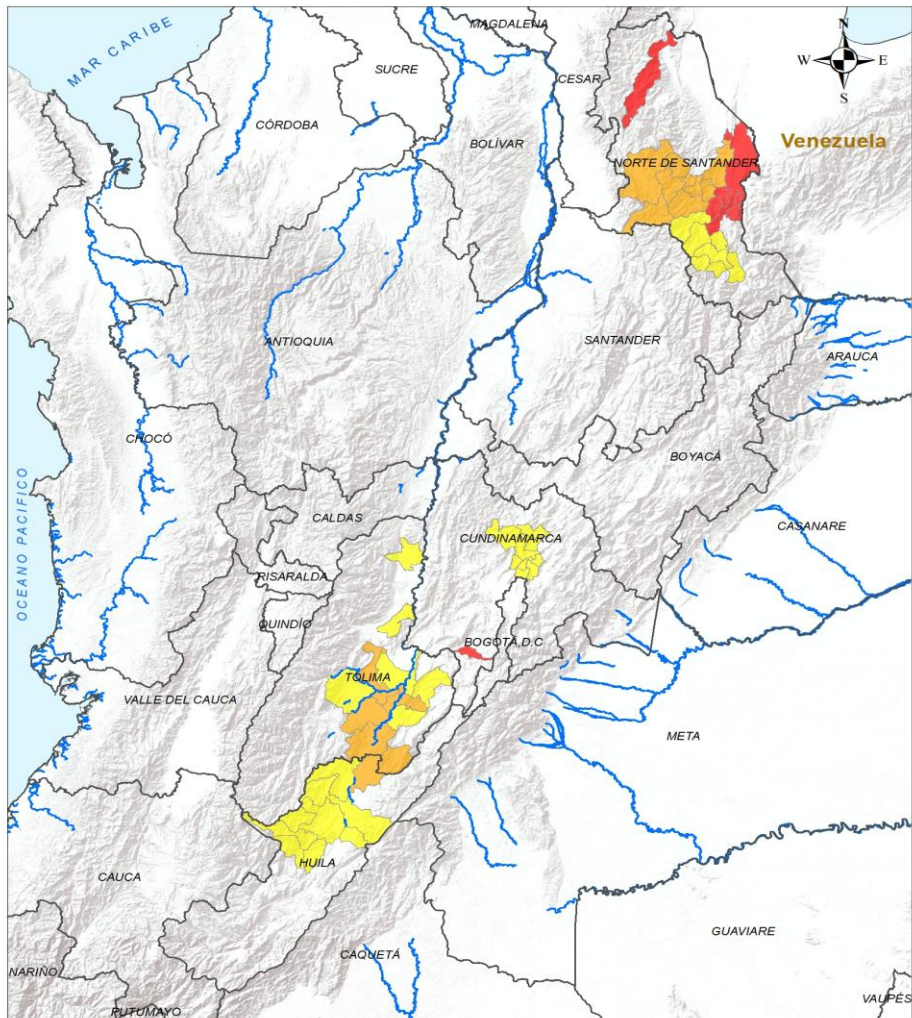 MAGDALENA
N
MAR CARIBE
W
E
SUCRE
CESAR
S
CÓRDOBA
BOLÍVAR
Venezuela
NORTE DE SANTANDER
ANTIOQUIA
SANTANDER
ARAUCA
CHOCÓ
BOYACÁ
OCEANO PACIFICO
CALDAS
CASANARE
CUNDINAMARCA
RISARALDA
QUINDÍO
BOGOTÁ, D.C
TOLIMA
VALLE DEL CAUCA
META
HUILA
CAUCA
GUAVIARE
CAQUETÁ
NARIÑO
VAUPÉS
PUTUMAYO